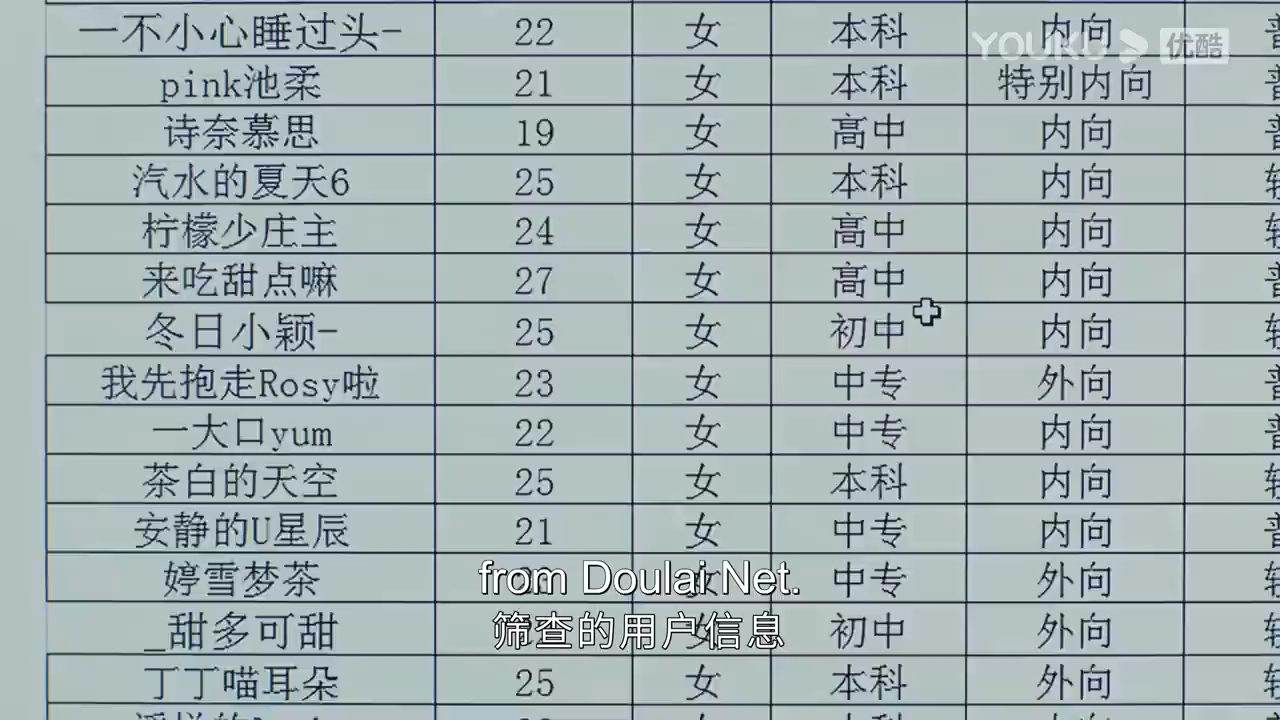 一不小心睡过头- 22 女 本科 内向
YOUKU 优酷
pink池柔 21 女 本科 特别内向
诗奈慕思 19 女 高中 内向
汽水的夏天6 25 女 本科 内向
柠檬少庄主 24 女 高中 内向
来吃甜点嘛 27 女 高中 内向
冬日小颖- 25 女 初中 内向
我先抱走Rosy啦 23 女 中专 外向
一大口yum 22 女 中专 内向
茶白的天空 25 女 本科 内向
安静的U星辰 21 女 中专 内向
婷雪梦茶 女 中专 外向
from Doulai Net.
_甜多可甜 女 初中 外向
筛查的用户信息
丁丁喵耳朵 25 女 本科 外向